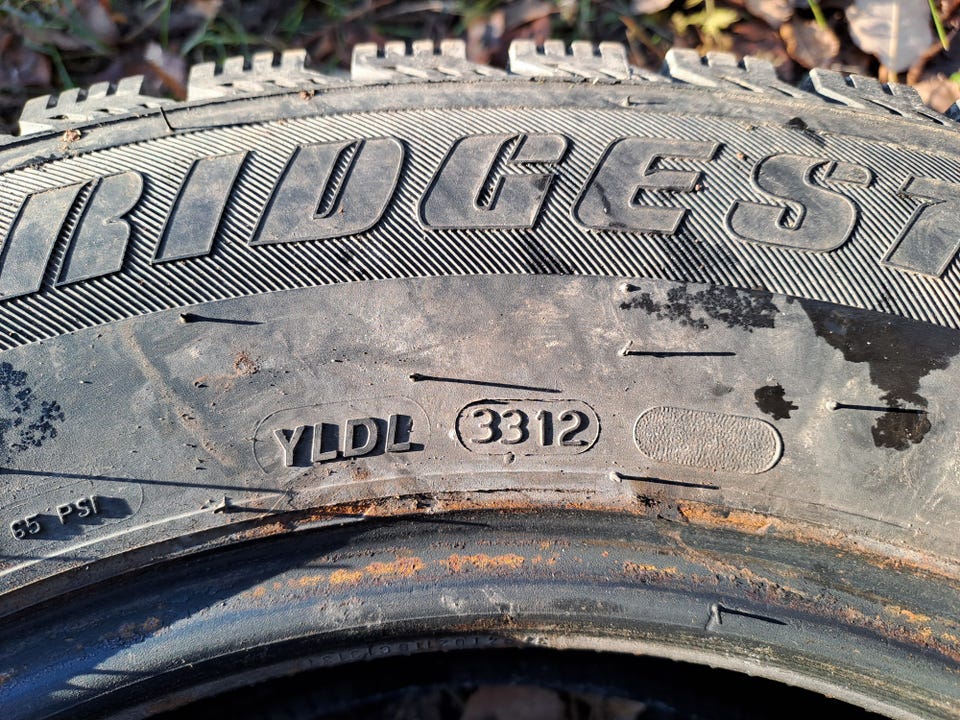 RIDGEST
YLDL 3312
65 PSI